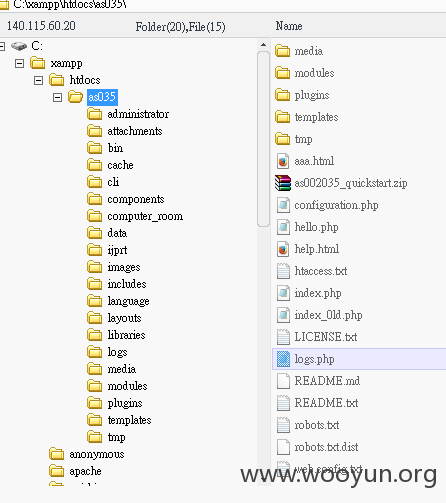 C:\xampp\htdocs\as035\
140.115.60.20
Folder(20),File(15)
Name
C:
xampp
htdocs
as035
administrator
attachments
bin
cache
cli
components
computer_room
data
ijprt
images
includes
language
layouts
libraries
logs
media
modules
plugins
templates
tmp
anonymous
apache
media
modules
plugins
templates
tmp
aaa.html
as002035_quickstart.zip
configuration.php
hello.php
help.html
htaccess.txt
index.php
index_0ld.php
LICENSE.txt
logs.php
README.md
README.txt
robots.txt
robots.txt.dist
web.config.txt
www.wooyun.org